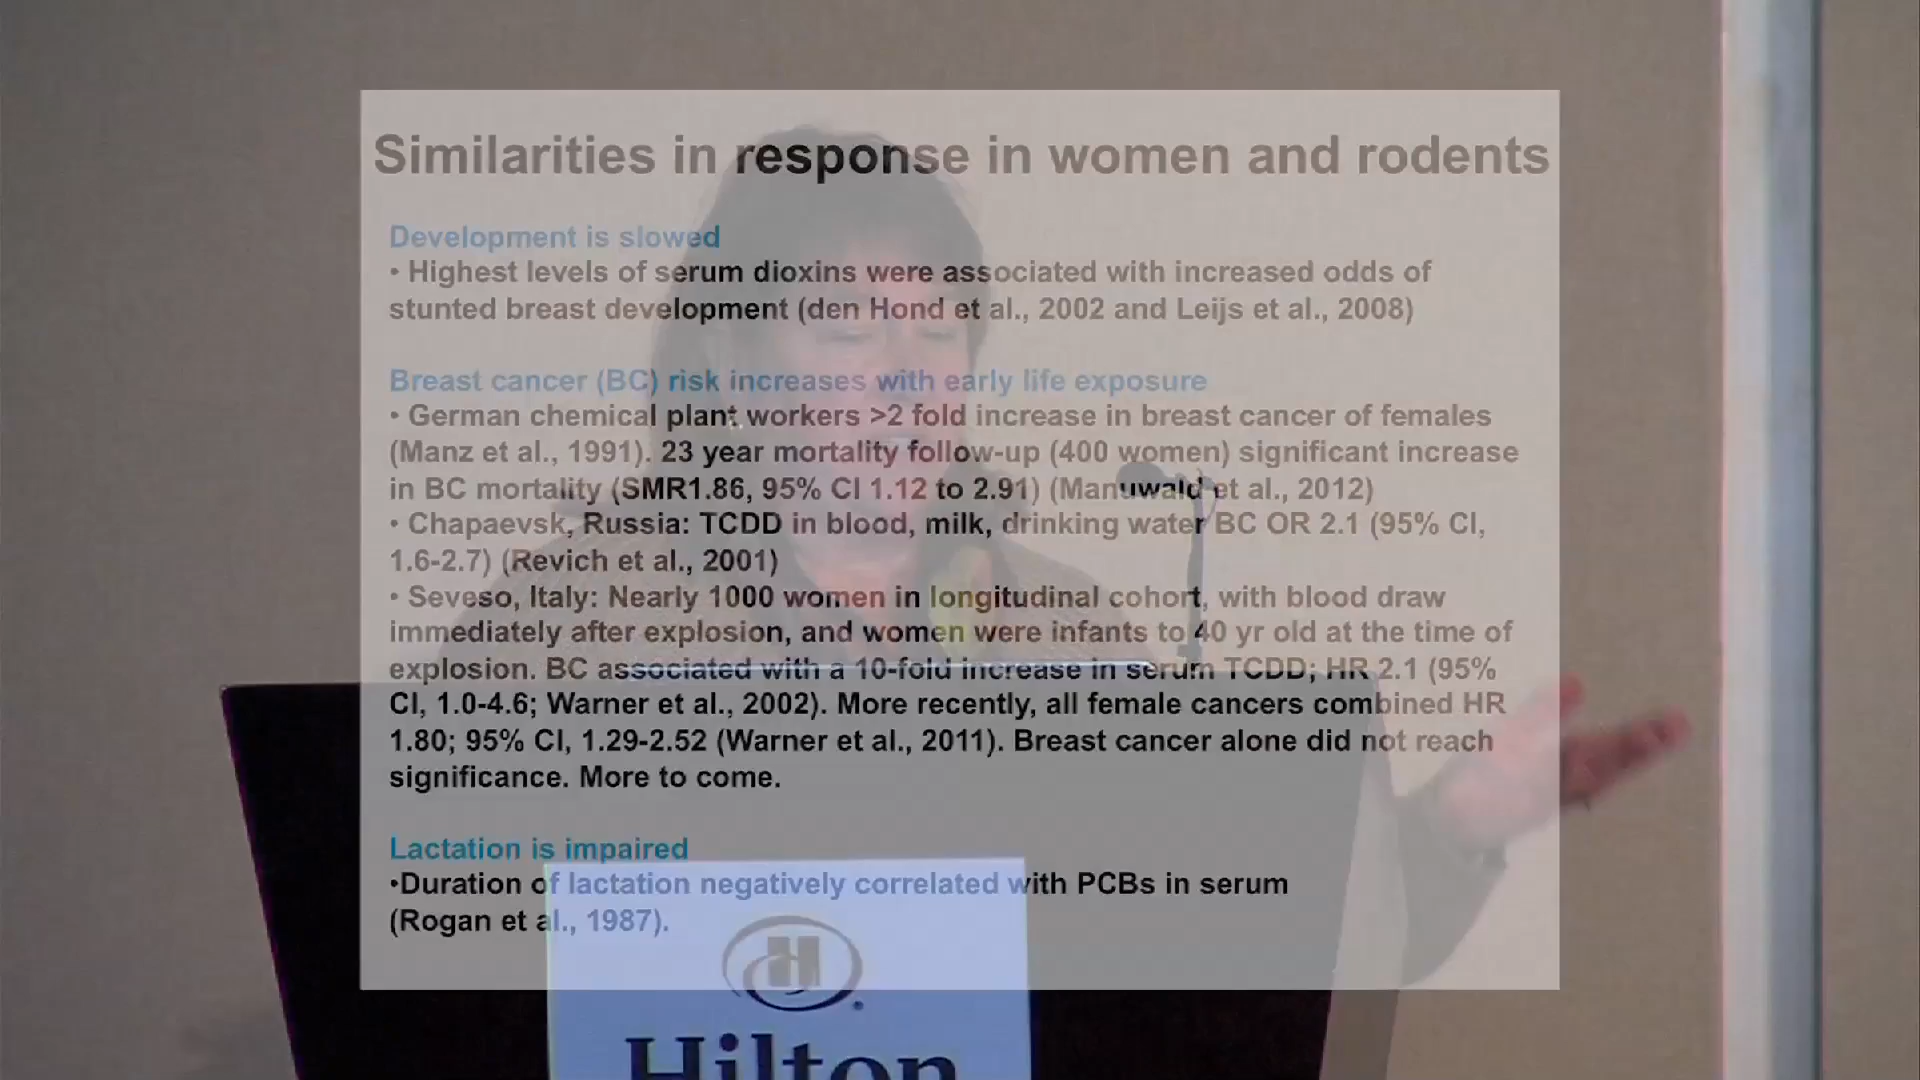 Similarities in response in women and rodents
Development is slowed
• Highest levels of serum dioxins were associated with increased odds of
stunted breast development (den Hond et al., 2002 and Leijs et al., 2008)
Breast cancer (BC) risk increases with early life exposure
• German chemical plant workers >2 fold increase in breast cancer of females
(Manz et al., 1991). 23 year mortality follow-up (400 women) significant increase
in BC mortality (SMR1.86, 95% CI 1.12 to 2.91) (Manuwald et al., 2012)
• Chapaevsk, Russia: TCDD in blood, milk, drinking water BC OR 2.1 (95% CI,
1.6-2.7) (Revich et al., 2001)
• Seveso, Italy: Nearly 1000 women in longitudinal cohort, with blood draw
immediately after explosion, and women were infants to 40 yr old at the time of
explosion. BC associated with a 10-fold increase in serum TCDD; HR 2.1 (95%
CI, 1.0-4.6; Warner et al., 2002). More recently, all female cancers combined HR
1.80; 95% CI, 1.29-2.52 (Warner et al., 2011). Breast cancer alone did not reach
significance. More to come.
Lactation is impaired
•Duration of lactation negatively correlated with PCBs in serum
(Rogan et al., 1987).
H
Hilton